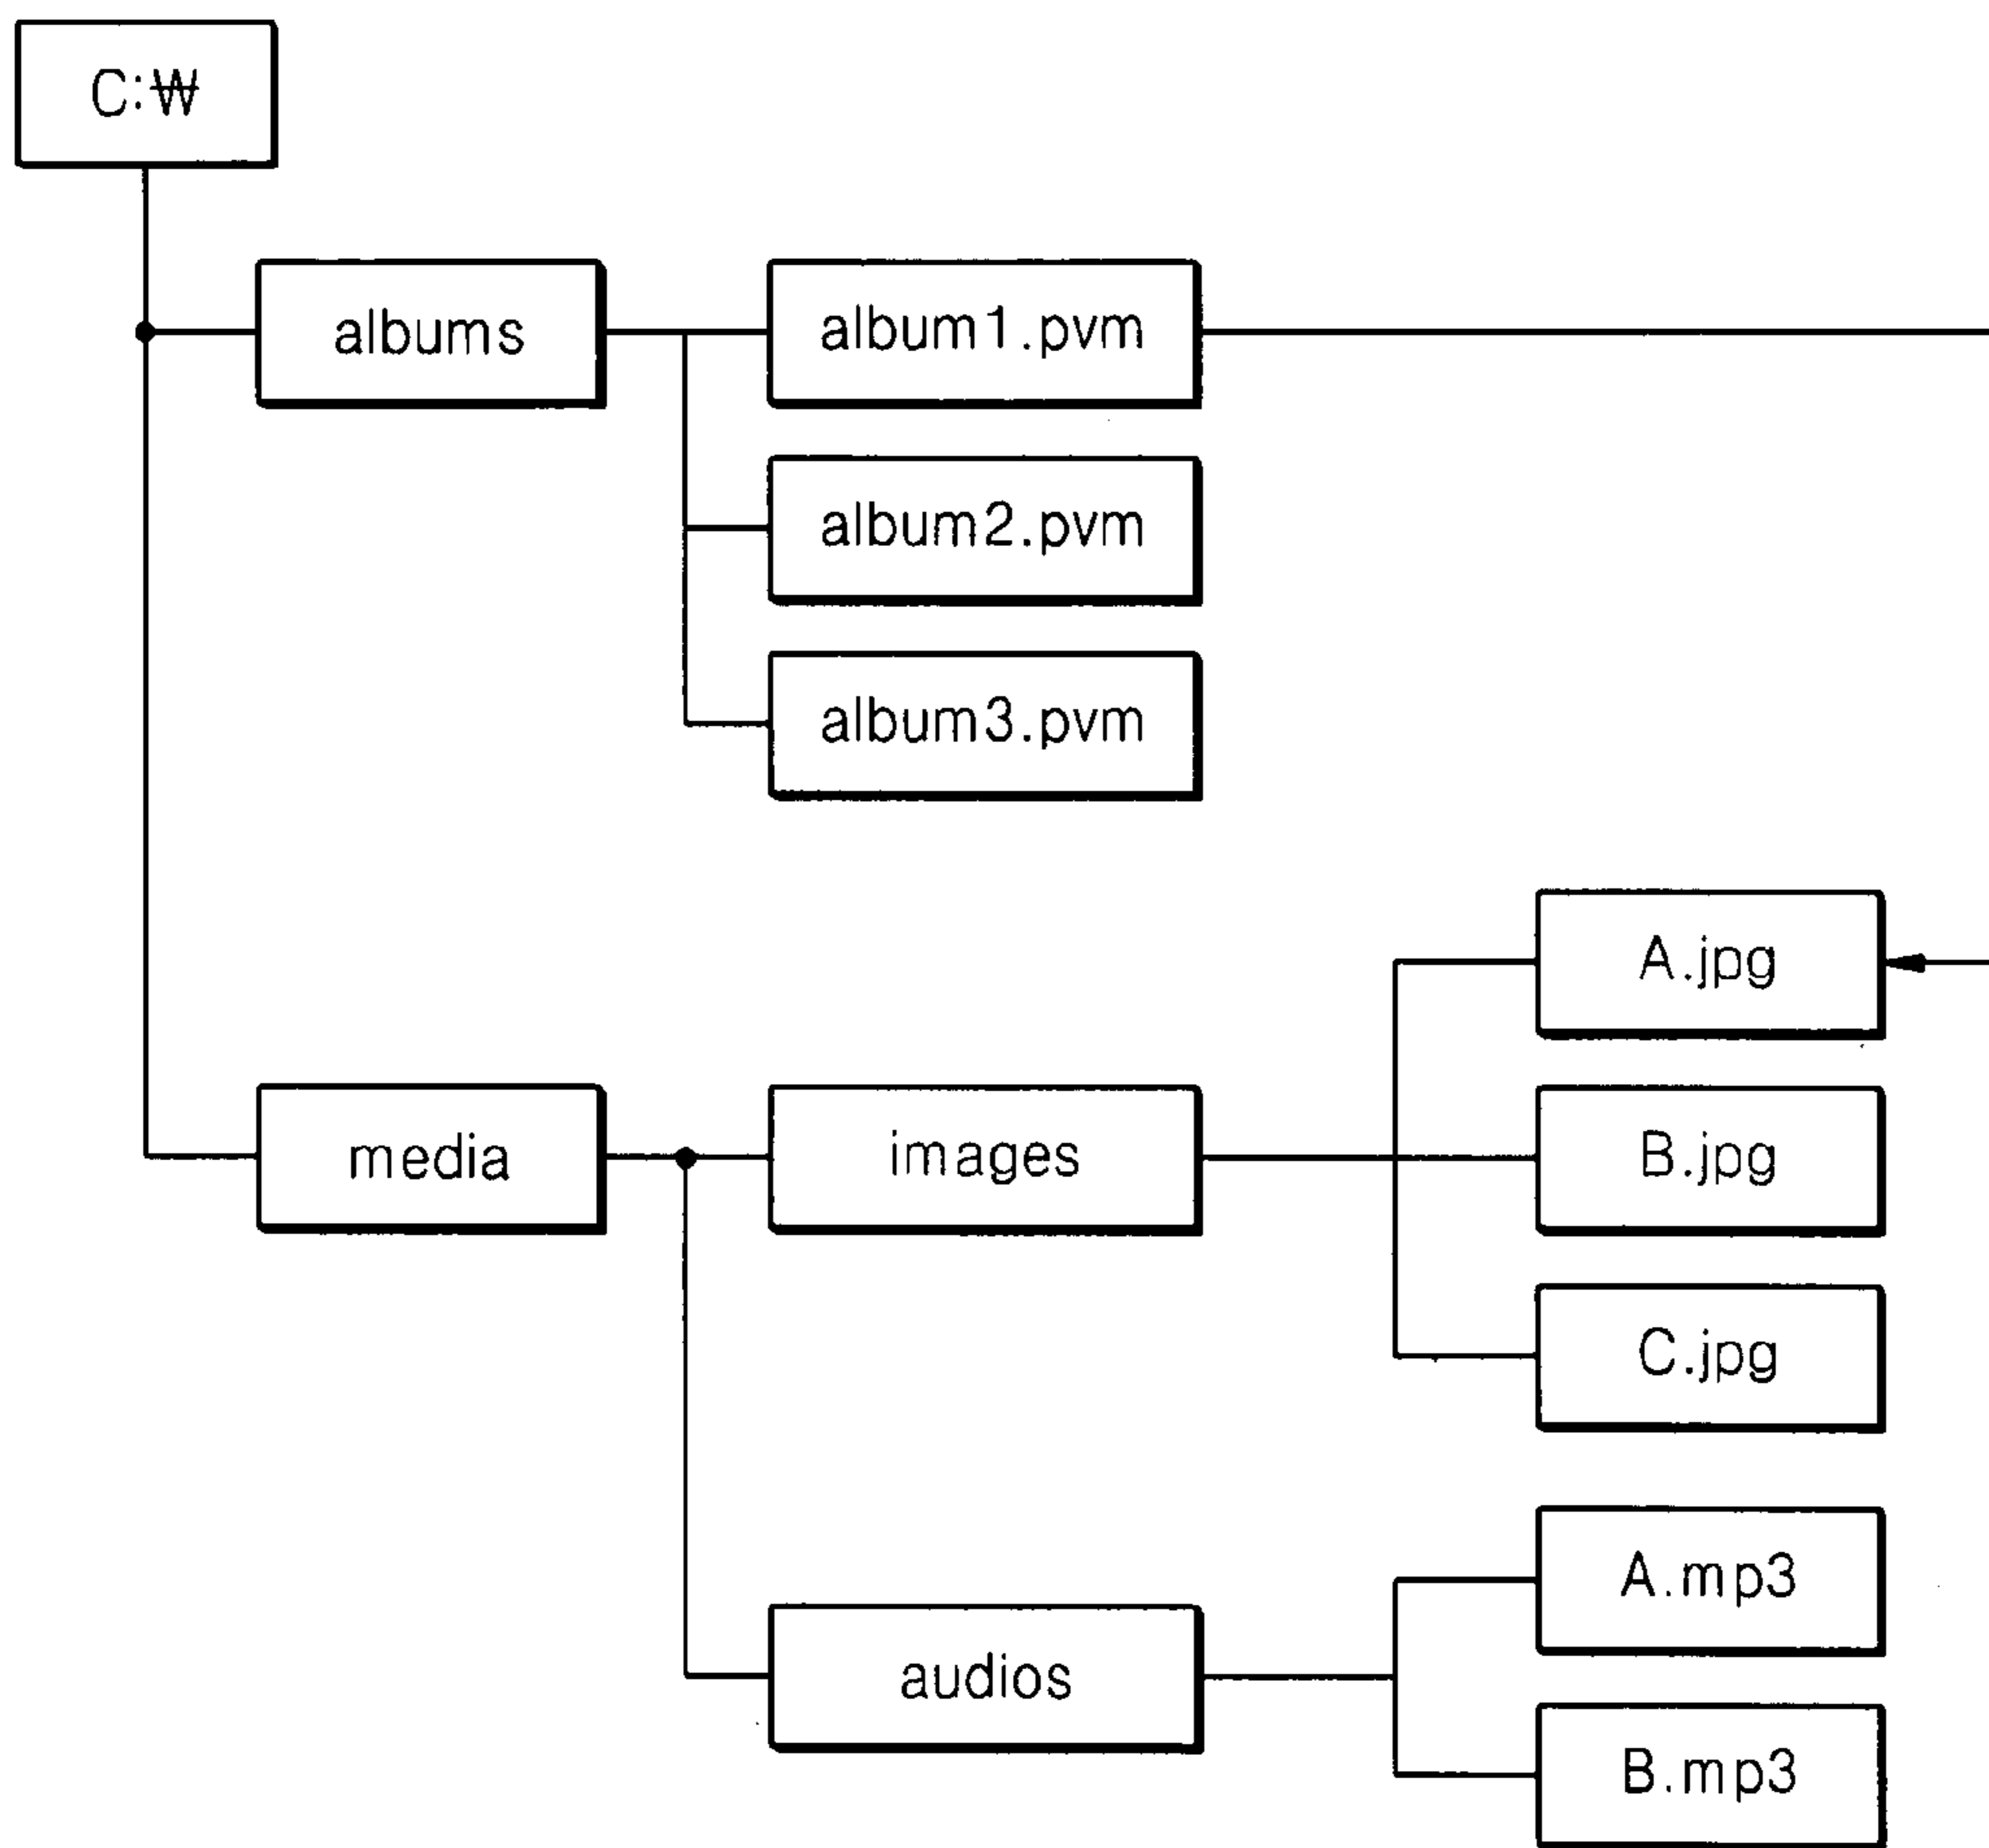 C:₩
albums
album1.pvm
album2.pvm
album3.pvm
A.jpg
media
images
B.jpg
C.jpg
A.mp3
audios
B.mp3